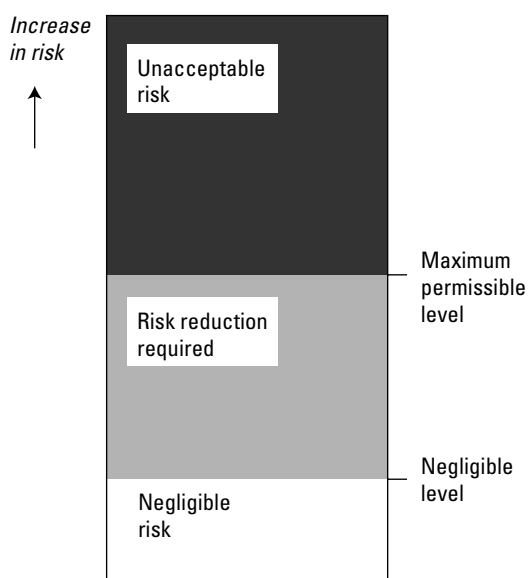 Increase
in risk
Unacceptable
risk
Maximum
permissible
level
Risk reduction
required
Negligible
level
Negligible
risk